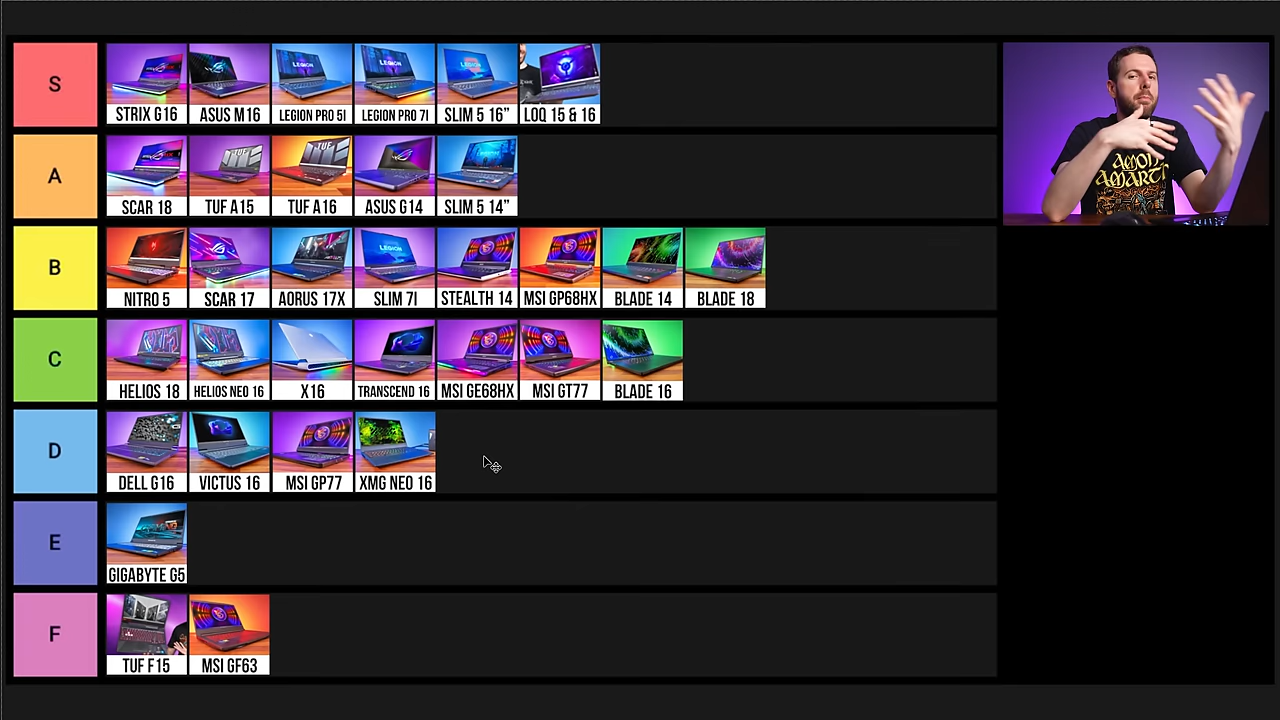 S
STRIX G16
ASUS M16
LEGION PRO 5I
LEGION PRO 7I
SLIM 5 16”
LOQ 15 & 16
A
SCAR 18
TUF A15
TUF A16
ASUS G14
SLIM 5 14”
B
NITRO 5
SCAR 17
AORUS 17X
SLIM 7I
STEALTH 14
MSI GP68HX
BLADE 14
BLADE 18
C
HELIOS 18
HELIOS NEO 16
X16
TRANSCEND 16
MSI GE68HX
MSI GT77
BLADE 16
D
DELL G16
VICTUS 16
MSI GP77
XMG NEO 16
E
GIGABYTE G5
F
TUF F15
MSI GF63
AMON
AMARTH